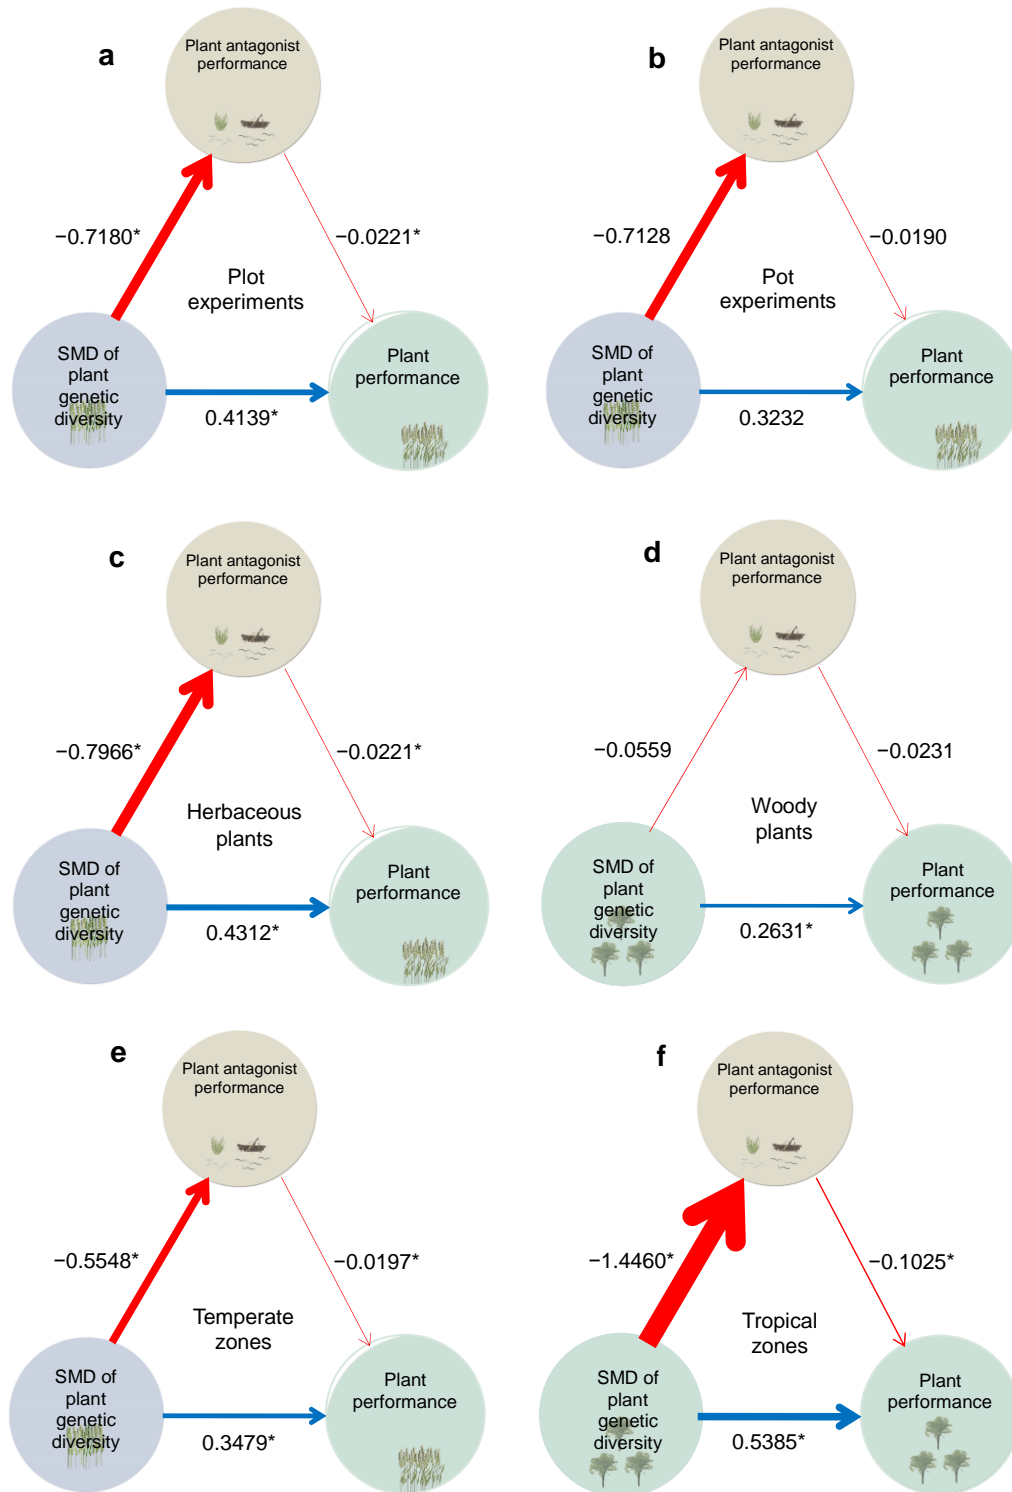 a
Plant antagonist
performance
−0.7180*
−0.0221*
Plot
experiments
SMD of
plant
genetic
diversity
Plant
performance
0.4139*
b
Plant antagonist
performance
−0.7128
−0.0190
Pot
experiments
SMD of
plant
genetic
diversity
Plant
performance
0.3232
c
Plant antagonist
performance
−0.7966*
−0.0221*
Herbaceous
plants
SMD of
plant
genetic
diversity
Plant
performance
0.4312*
d
Plant antagonist
performance
−0.0559
−0.0231
Woody
plants
SMD of
plant
genetic
diversity
Plant
performance
0.2631*
e
Plant antagonist
performance
−0.5548*
−0.0197*
Temperate
zones
SMD of
plant
genetic
diversity
Plant
performance
0.3479*
f
Plant antagonist
performance
−1.4460*
−0.1025*
Tropical
zones
SMD of
plant
genetic
diversity
Plant
performance
0.5385*